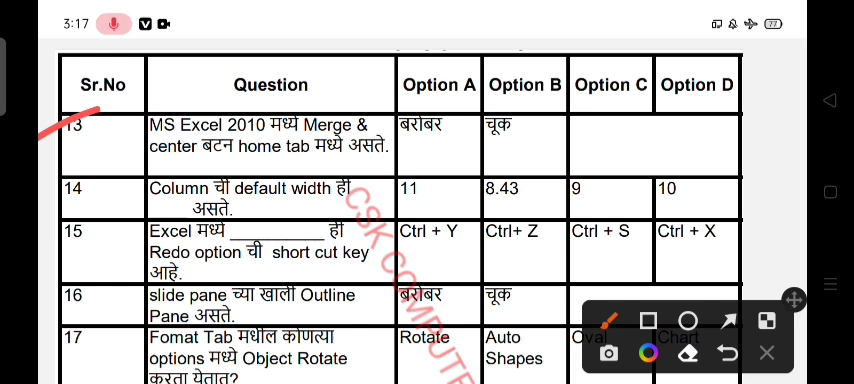 3:17
77
Sr.No Question Option A Option B Option C Option D
13 MS Excel 2010 मध्ये Merge & बरोबर चूक
center बटन home tab मध्ये असते.
14 Column ची default width ही 11 8.43 9 10
____ असते.
15 Excel मध्ये __________ ही Ctrl + Y Ctrl+ Z Ctrl + S Ctrl + X
Redo option ची short cut key
आहे.
16 slide pane च्या खाली Outline बरोबर चूक
Pane असते.
17 Fomat Tab मधील कोणत्या Rotate Auto Oval Chart
options मध्ये Object Rotate Shapes
करता येतात?
CSK COMPUTE